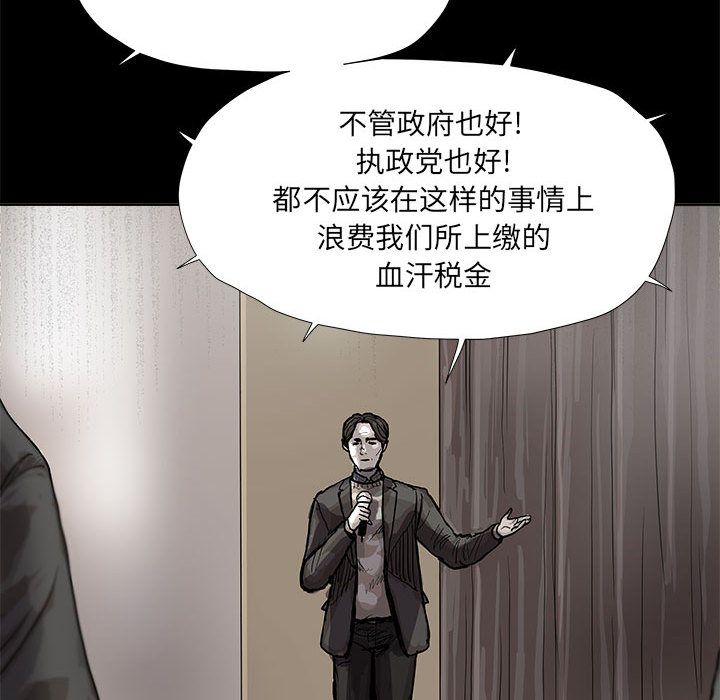 不管政府也好!
执政党也好!
都不应该在这样的事情上
浪费我们所上缴的
血汗税金